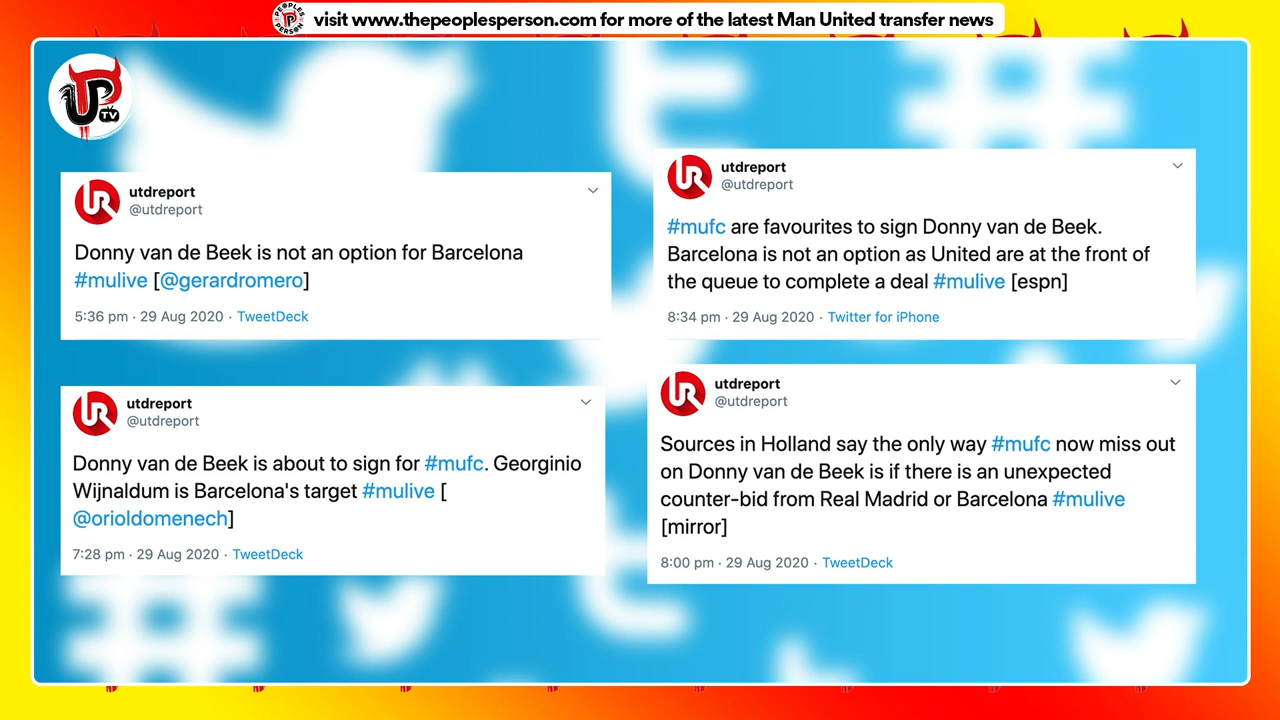 PEOPLES PERSON
visit www.thepeoplesperson.com for more of the latest Man United transfer news
UP TV
utdreport
@utdreport
Donny van de Beek is not an option for Barcelona
#mulive [@gerardromero]
5:36 pm · 29 Aug 2020 · TweetDeck
utdreport
@utdreport
#mufc are favourites to sign Donny van de Beek.
Barcelona is not an option as United are at the front of
the queue to complete a deal #mulive [espn]
8:34 pm · 29 Aug 2020 · Twitter for iPhone
utdreport
@utdreport
Donny van de Beek is about to sign for #mufc. Georginio
Wijnaldum is Barcelona's target #mulive [
@orioldomenech]
7:28 pm · 29 Aug 2020 · TweetDeck
utdreport
@utdreport
Sources in Holland say the only way #mufc now miss out
on Donny van de Beek is if there is an unexpected
counter-bid from Real Madrid or Barcelona #mulive
[mirror]
8:00 pm · 29 Aug 2020 · TweetDeck